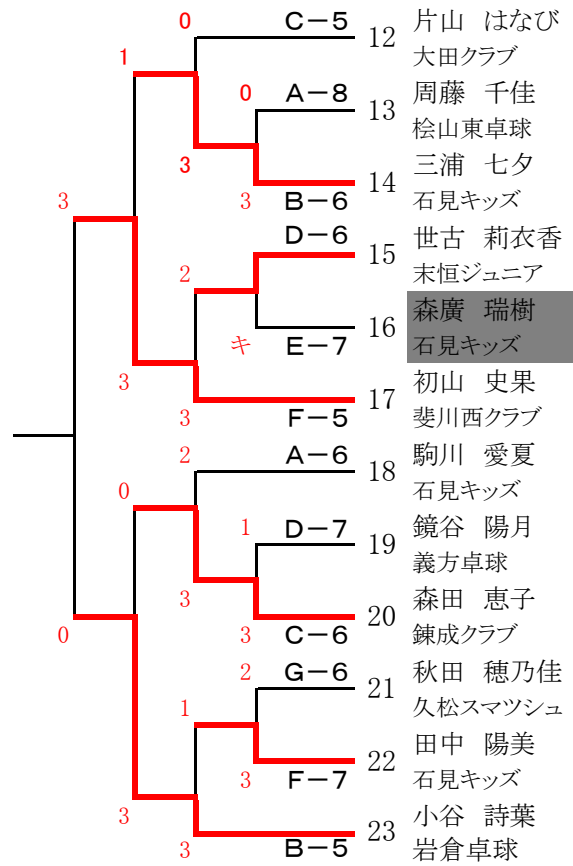 0
C－5
12
片山 はなび
大田クラブ
1
0
A－8
13
周藤 千佳
桧山東卓球
3
3
B－6
14
三浦 七夕
石見キッズ
3
D－6
15
世古 莉衣香
末恒ジュニア
2
キ
E－7
16
森廣 瑞樹
石見キッズ
3
3
F－5
17
初山 史果
斐川西クラブ
2
A－6
18
駒川 愛夏
石見キッズ
0
1
D－7
19
鏡谷 陽月
義方卓球
3
3
C－6
20
森田 恵子
錬成クラブ
0
2
G－6
21
秋田 穂乃佳
久松スマツシュ
1
3
F－7
22
田中 陽美
石見キッズ
3
3
B－5
23
小谷 詩葉
岩倉卓球